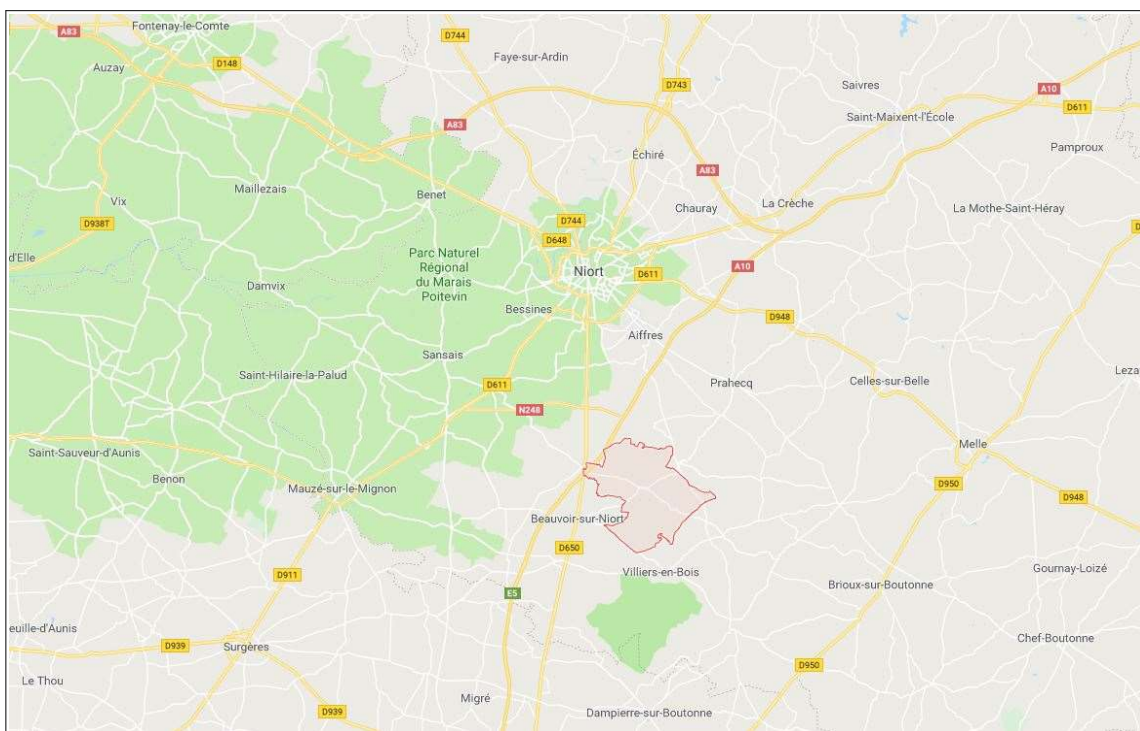 Fontenay-le-Comte
A83
D744
Faye-sur-Ardin
D148
Auzay
D743
Saivres
A10
D611
Saint-Maixent-l'École
A83
Pamproux
Échiré
A83
Maillezais
Benet
Vix
La Crèche
Chauray
La Mothe-Saint-Héray
D938T
D744
D648
d'Elle
Parc Naturel
Régional
du Marais
Poitevin
Niort
D611
A10
Damvix
Bessines
D948
Aiffres
Sansais
Saint-Hilaire-la-Palud
D611
Prahecq
Celles-sur-Belle
Leza
N248
Saint-Sauveur-d'Aunis
Melle
Benon
Mauzé-sur-le-Mignon
D950
D948
Beauvoir-sur-Niort
D650
Villiers-en-Bois
Gournay-Loizé
D911
E5
Brioux-sur-Boutonne
euille-d'Aunis
D939
Surgères
Chef-Boutonne
D950
Le Thou
Migré
D939
Dampierre-sur-Boutonne